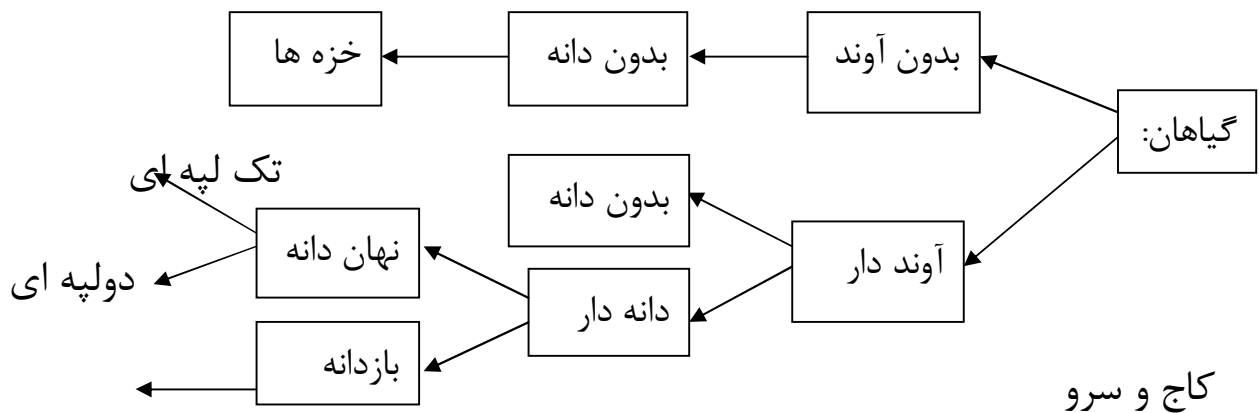 گیاهان:
بدون آوند
بدون دانه
خزه ها
آوند دار
بدون دانه
دانه دار
نهان دانه
تک لپه ای
دولپه ای
بازدانه
کاج و سرو